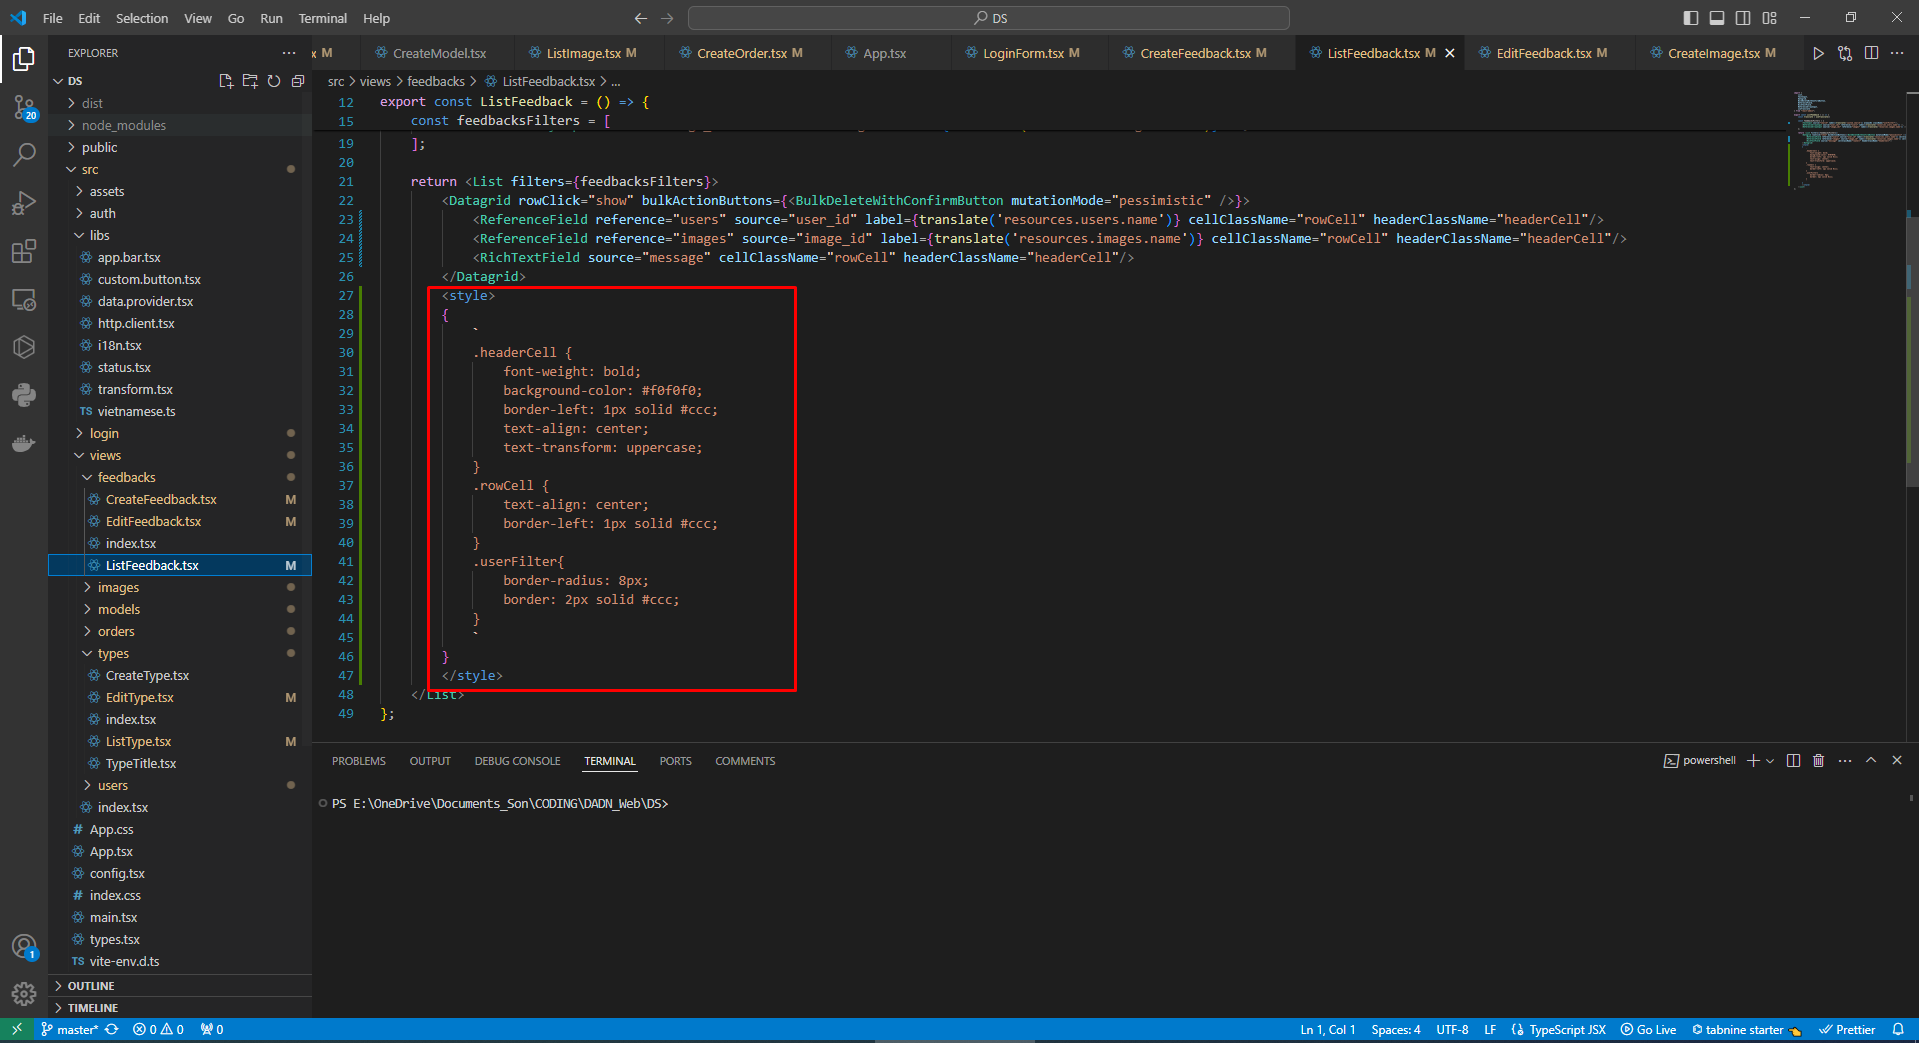 File Edit Selection View Go Run Terminal Help
DS
EXPLORER
x M CreateModel.tsx ListImage.tsx M CreateOrder.tsx M App.tsx LoginForm.tsx M CreateFeedback.tsx M ListFeedback.tsx M EditFeedback.tsx M CreateImage.tsx M
DS
dist
node_modules
public
src
assets
auth
libs
app.bar.tsx
custom.button.tsx
data.provider.tsx
http.client.tsx
i18n.tsx
status.tsx
transform.tsx
TS vietnamese.ts
login
views
feedbacks
CreateFeedback.tsx M
EditFeedback.tsx M
index.tsx
ListFeedback.tsx M
images
models
orders
types
CreateType.tsx
EditType.tsx M
index.tsx
ListType.tsx M
TypeTitle.tsx
users
index.tsx
# App.css
App.tsx
config.tsx
# index.css
main.tsx
types.tsx
TS vite-env.d.ts
OUTLINE
TIMELINE
20
1
src > views > feedbacks > ListFeedback.tsx > ...
12 export const ListFeedback = () => {
15 const feedbacksFilters = [
19 ];
20
21 return <List filters={feedbacksFilters}>
22 <Datagrid rowClick="show" bulkActionButtons={<BulkDeleteWithConfirmButton mutationMode="pessimistic" />}>
23 <ReferenceField reference="users" source="user_id" label={translate('resources.users.name')} cellClassName="rowCell" headerClassName="headerCell"/>
24 <ReferenceField reference="images" source="image_id" label={translate('resources.images.name')} cellClassName="rowCell" headerClassName="headerCell"/>
25 <RichTextField source="message" cellClassName="rowCell" headerClassName="headerCell"/>
26 </Datagrid>
27 <style>
28 {
29 `
30 .headerCell {
31 font-weight: bold;
32 background-color: #f0f0f0;
33 border-left: 1px solid #ccc;
34 text-align: center;
35 text-transform: uppercase;
36 }
37 .rowCell {
38 text-align: center;
39 border-left: 1px solid #ccc;
40 }
41 .userFilter{
42 border-radius: 8px;
43 border: 2px solid #ccc;
44 }
45 `
46 }
47 </style>
48 </List>
49 };
PROBLEMS OUTPUT DEBUG CONSOLE TERMINAL PORTS COMMENTS
powershell
PS E:\OneDrive\Documents_Son\CODING\DADN_Web\DS>
master* 0 0 0
Ln 1, Col 1 Spaces: 4 UTF-8 LF TypeScript JSX Go Live tabnine starter Prettier